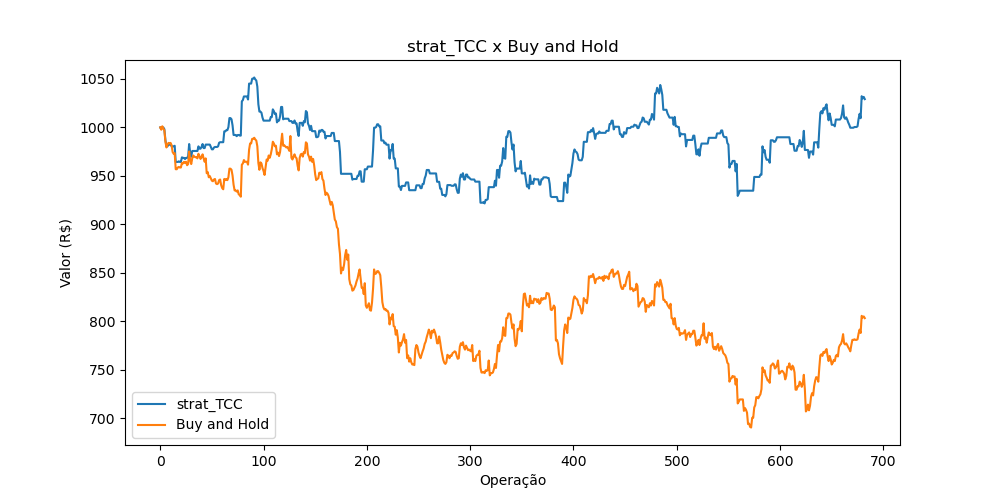 strat_TCC x Buy and Hold
Valor (R$)
1050
1000
950
900
850
800
750
700
strat_TCC
Buy and Hold
0 100 200 300 400 500 600 700
Operação